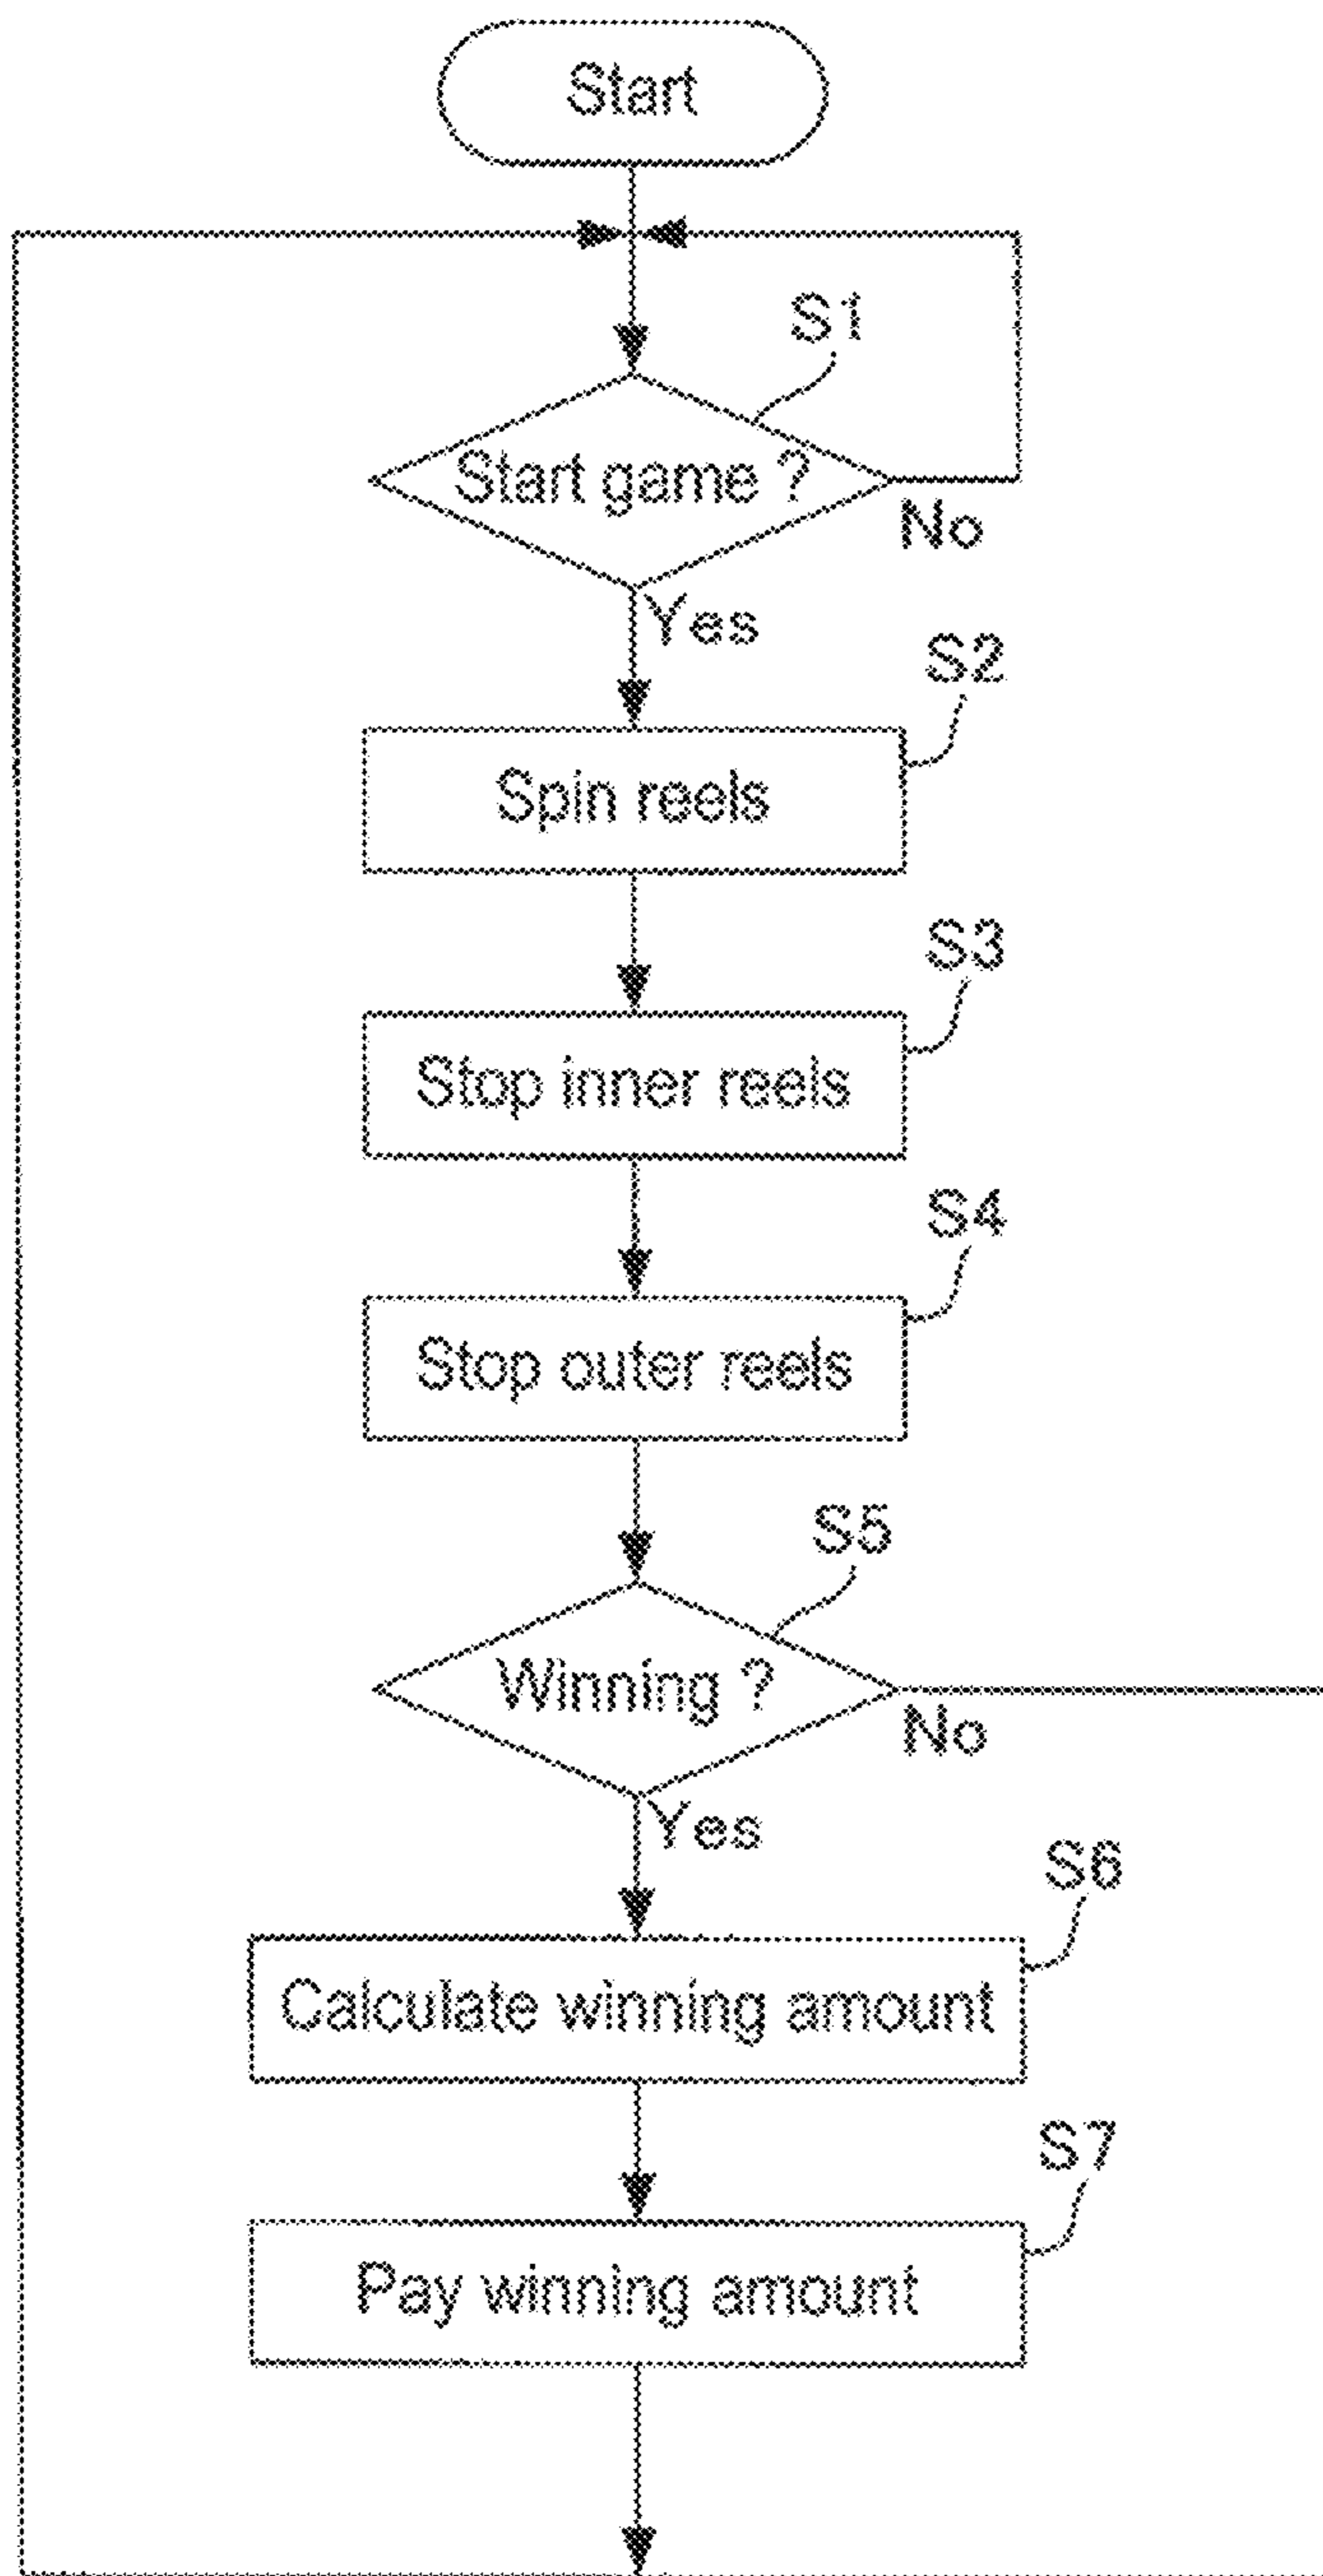 Start
S1
Start game ?
No
Yes
S2
Spin reels
S3
Stop inner reels
S4
Stop outer reels
S5
Winning ?
No
Yes
S6
Calculate winning amount
S7
Pay winning amount